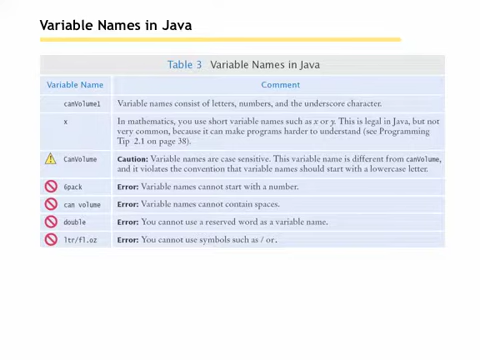 Variable Names in Java
Table 3 Variable Names in Java
Variable Name Comment
canVolume1 Variable names consist of letters, numbers, and the underscore character.
x In mathematics, you use short variable names such as x or y. This is legal in Java, but not
very common, because it can make programs harder to understand (see Programming
Tip 2.1 on page 38).
CanVolume Caution: Variable names are case sensitive. This variable name is different from canVolume,
and it violates the convention that variable names should start with a lowercase letter.
6pack Error: Variable names cannot start with a number.
can volume Error: Variable names cannot contain spaces.
double Error: You cannot use a reserved word as a variable name.
ltr/fl.oz Error: You cannot use symbols such as / or.